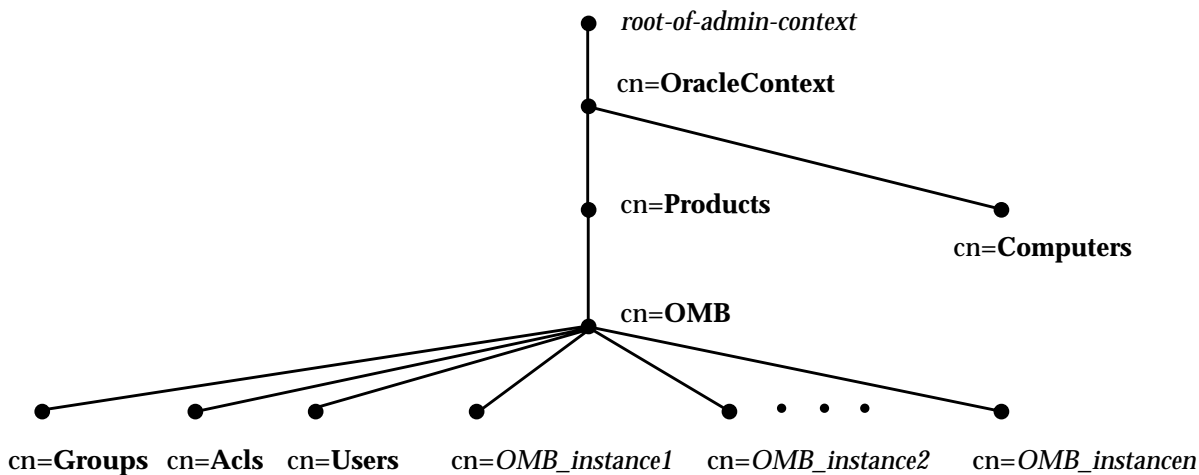 root-of-admin-context
cn=OracleContext
cn=Products
cn=Computers
cn=OMB
cn=Groups cn=Acls cn=Users cn=OMB_instance1 cn=OMB_instance2 cn=OMB_instancen